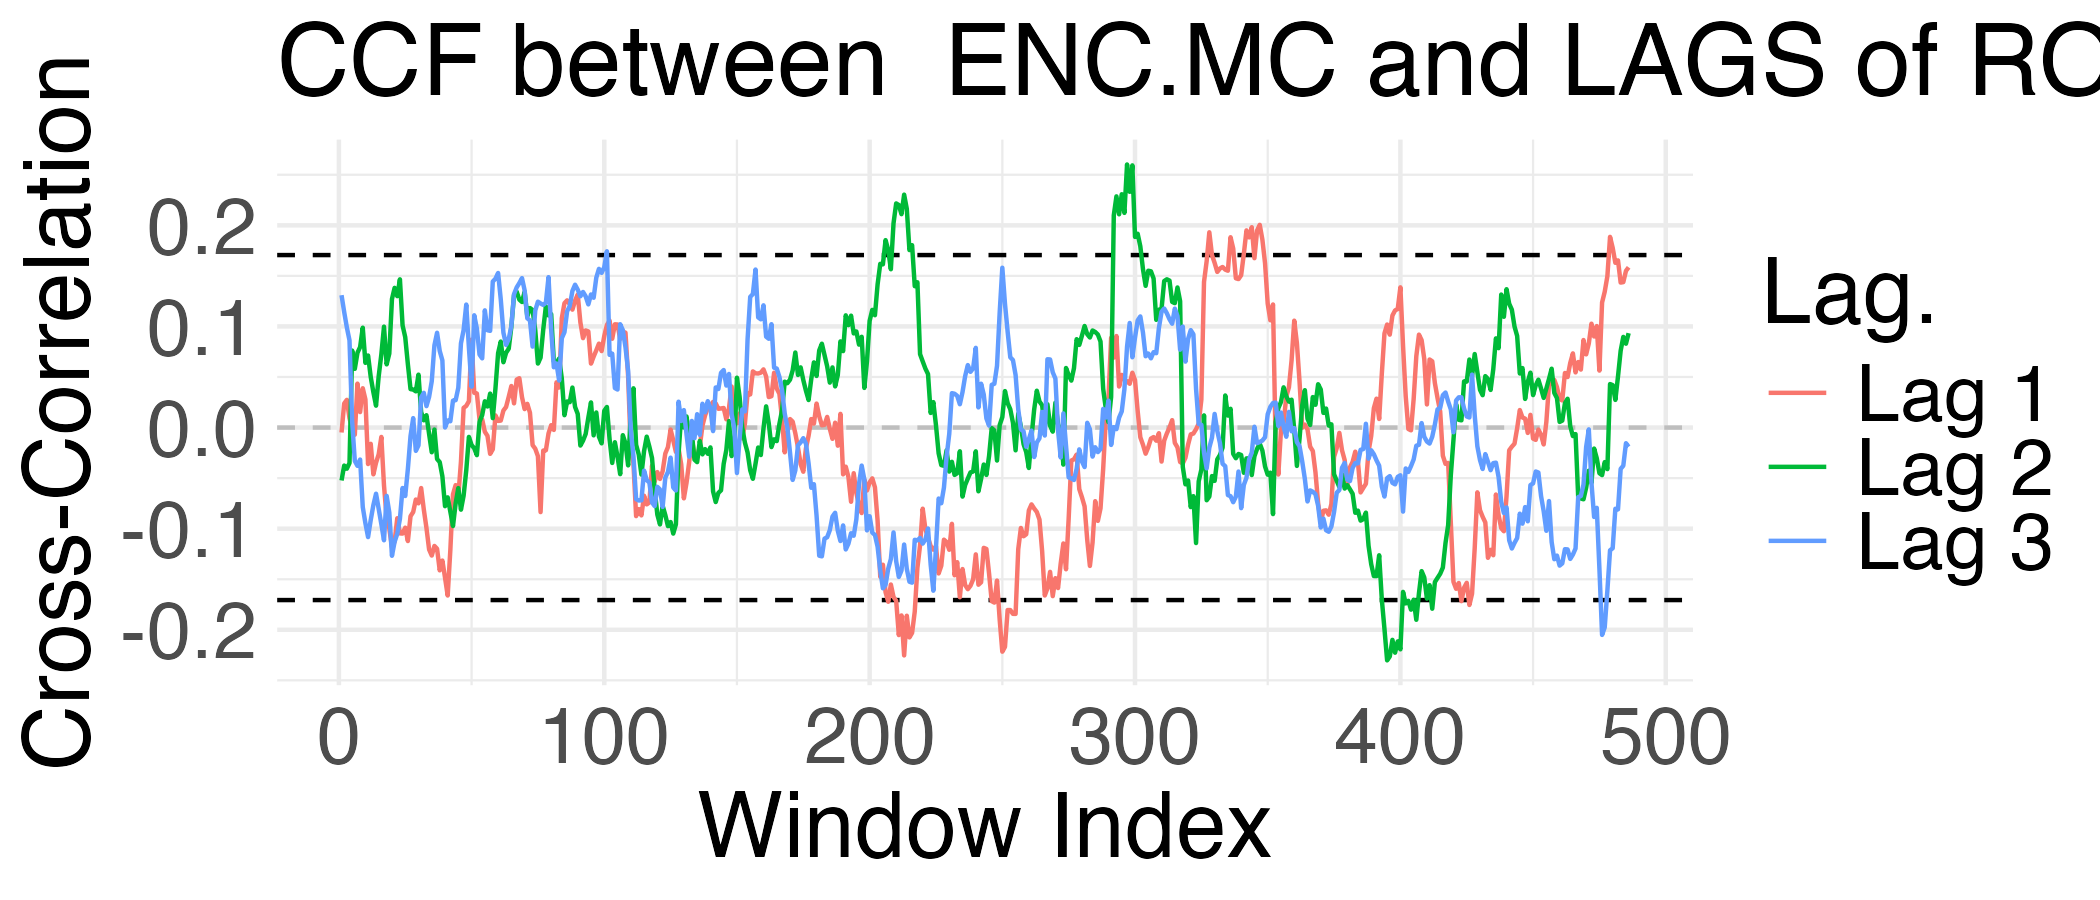 CCF between ENC.MC and LAGS of RO
Cross-Correlation
0.2
0.1
0.0
-0.1
-0.2
0 100 200 300 400 500
Window Index
Lag.
Lag 1
Lag 2
Lag 3